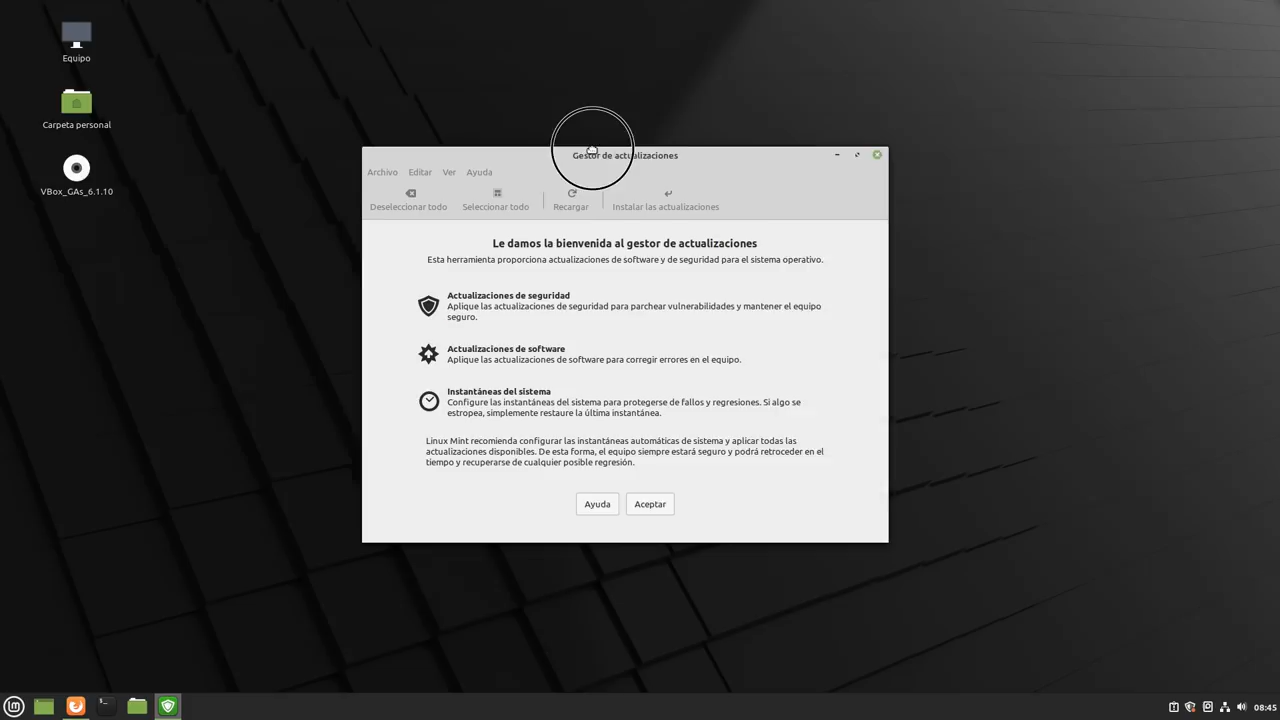 Equipo
Carpeta personal
VBox_GAs_6.1.10
Gestor de actualizaciones
Archivo Editar Ver Ayuda
Deseleccionar todo Seleccionar todo Recargar Instalar las actualizaciones
Le damos la bienvenida al gestor de actualizaciones
Esta herramienta proporciona actualizaciones de software y de seguridad para el sistema operativo.
Actualizaciones de seguridad
Aplique las actualizaciones de seguridad para parchear vulnerabilidades y mantener el equipo
seguro.
Actualizaciones de software
Aplique las actualizaciones de software para corregir errores en el equipo.
Instantáneas del sistema
Configure las instantáneas del sistema para protegerse de fallos y regresiones. Si algo se
estropea, simplemente restaure la última instantánea.
Linux Mint recomienda configurar las instantáneas automáticas de sistema y aplicar todas las
actualizaciones disponibles. De esta forma, el equipo siempre estará seguro y podrá retroceder en el
tiempo y recuperarse de cualquier posible regresión.
Ayuda Aceptar
08:45